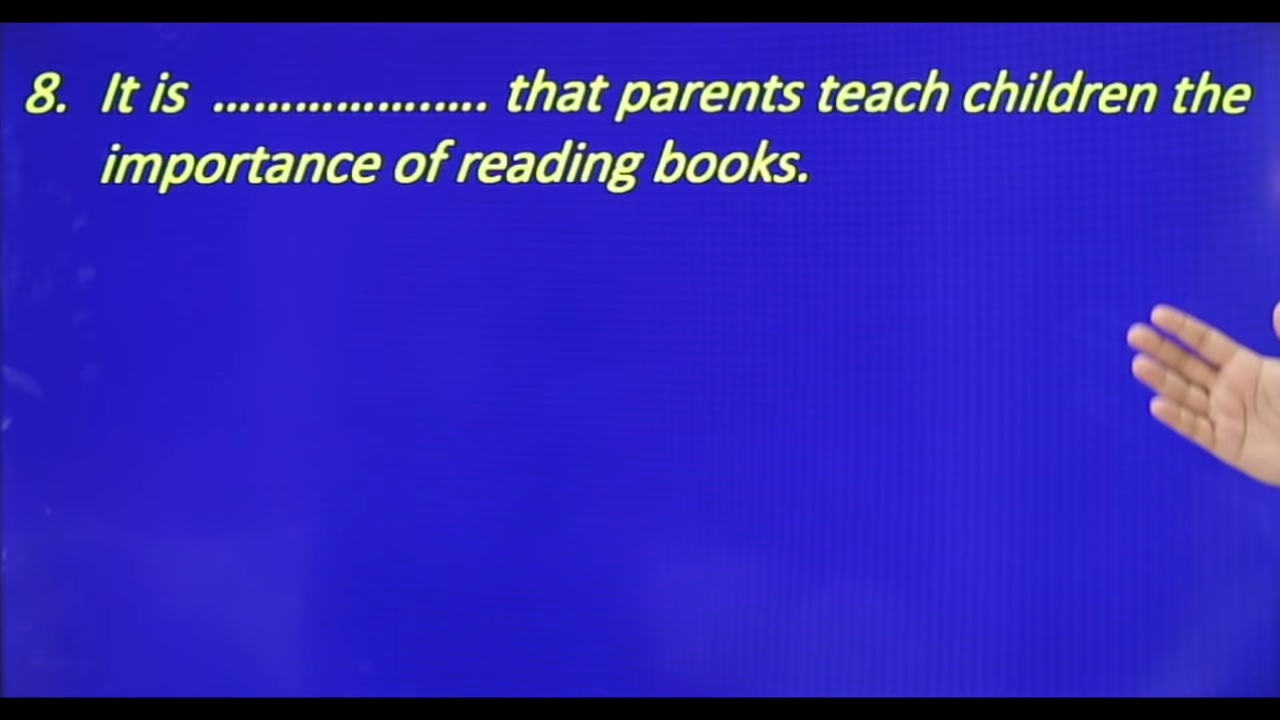 8. It is ........................ that parents teach children the
importance of reading books.